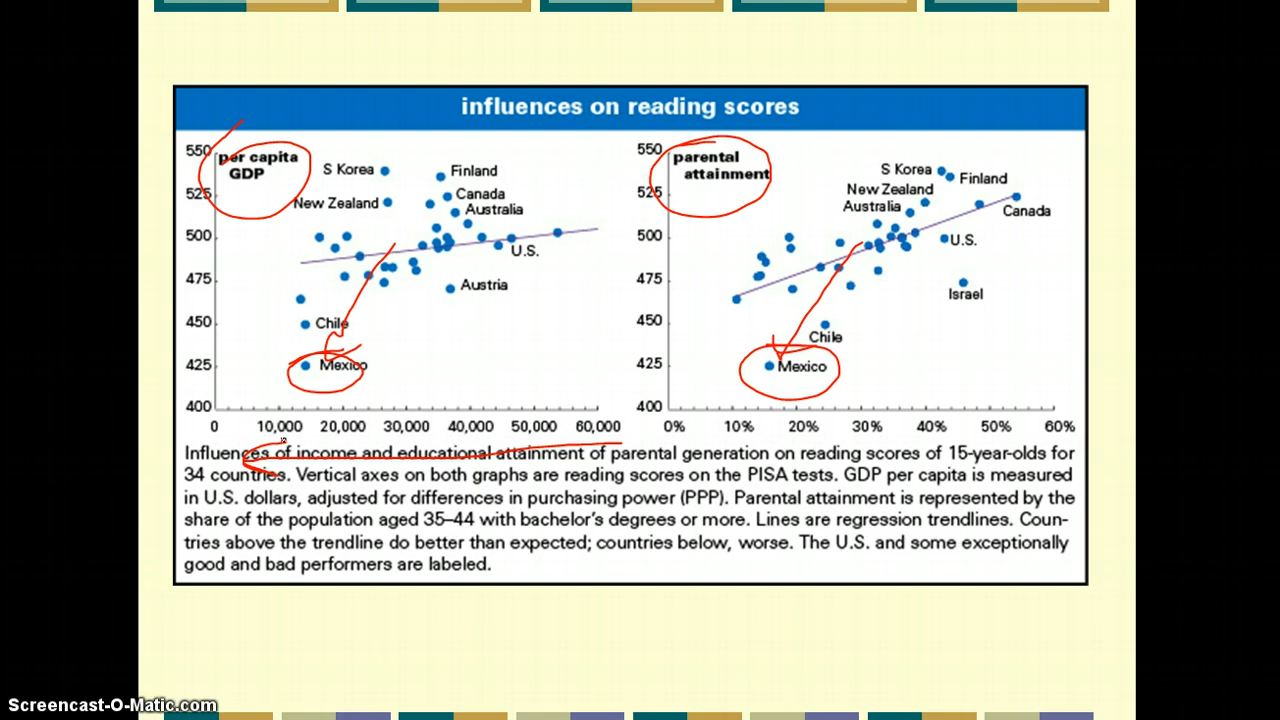 influences on reading scores
550
per capita
GDP
S Korea
Finland
525
Canada
New Zealand
Australia
500
U.S.
475
Austria
450
Chile
425
Mexico
400
0 10,000 20,000 30,000 40,000 50,000 60,000
550
parental
attainment
S Korea
Finland
525
New Zealand
Australia
Canada
500
U.S.
475
Israel
450
Chile
425
Mexico
400
0% 10% 20% 30% 40% 50% 60%
Influences of income and educational attainment of parental generation on reading scores of 15-year-olds for
34 countries. Vertical axes on both graphs are reading scores on the PISA tests. GDP per capita is measured
in U.S. dollars, adjusted for differences in purchasing power (PPP). Parental attainment is represented by the
share of the population aged 35–44 with bachelor's degrees or more. Lines are regression trendlines. Coun-
tries above the trendline do better than expected; countries below, worse. The U.S. and some exceptionally
good and bad performers are labeled.
Screencast-O-Matic.com